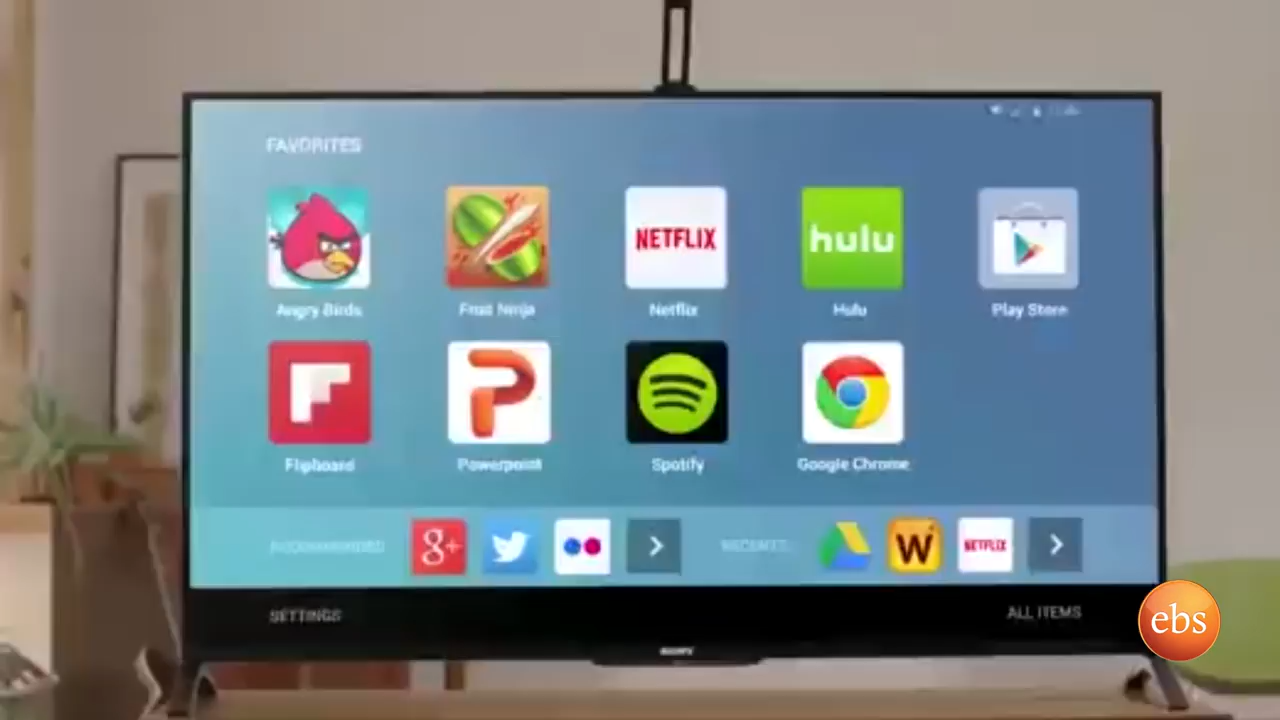 FAVORITES
NETFLIX
hulu
Angry Birds
Fruit Ninja
Netflix
Hulu
Play Store
Flipboard
Powerpoint
Spotify
Google Chrome
RECOMMENDED
g+
RECENTS
W
NETFLIX
SETTINGS
ALL ITEMS
SONY
ebs